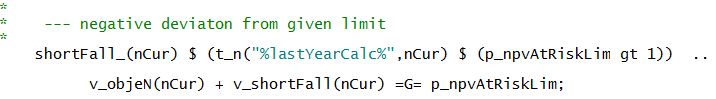 *
*    --- negative deviaton from given limit
*
shortFall_(nCur) $ (t_n("%lastYearCalc%",nCur) $ (p_npvAtRiskLim gt 1))  ..
v_objeN(nCur) + v_shortFall(nCur) =G= p_npvAtRiskLim;